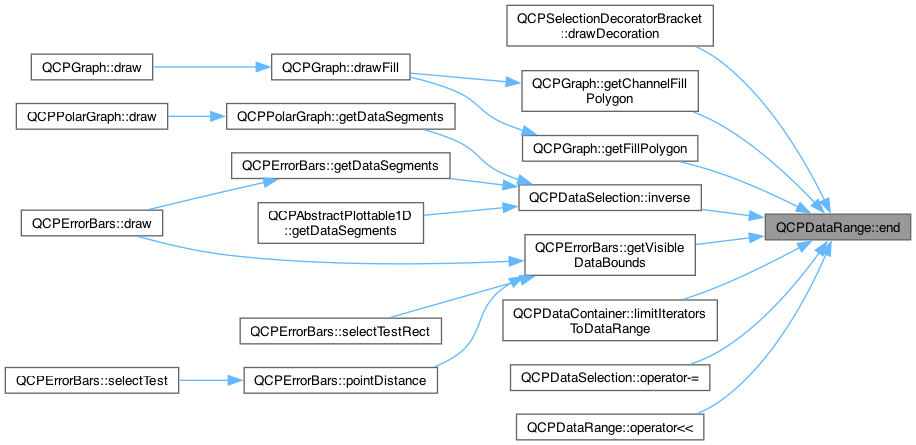 QCPSelectionDecoratorBracket
::drawDecoration
QCPGraph::draw
QCPGraph::drawFill
QCPGraph::getChannelFill
Polygon
QCPPolarGraph::draw
QCPPolarGraph::getDataSegments
QCPGraph::getFillPolygon
QCPErrorBars::getDataSegments
QCPDataSelection::inverse
QCPErrorBars::draw
QCPAbstractPlottable1D
::getDataSegments
QCPDataRange::end
QCPErrorBars::getVisible
DataBounds
QCPErrorBars::selectTestRect
QCPDataContainer::limitIterators
ToDataRange
QCPErrorBars::selectTest
QCPErrorBars::pointDistance
QCPDataSelection::operator-=
QCPDataRange::operator<<